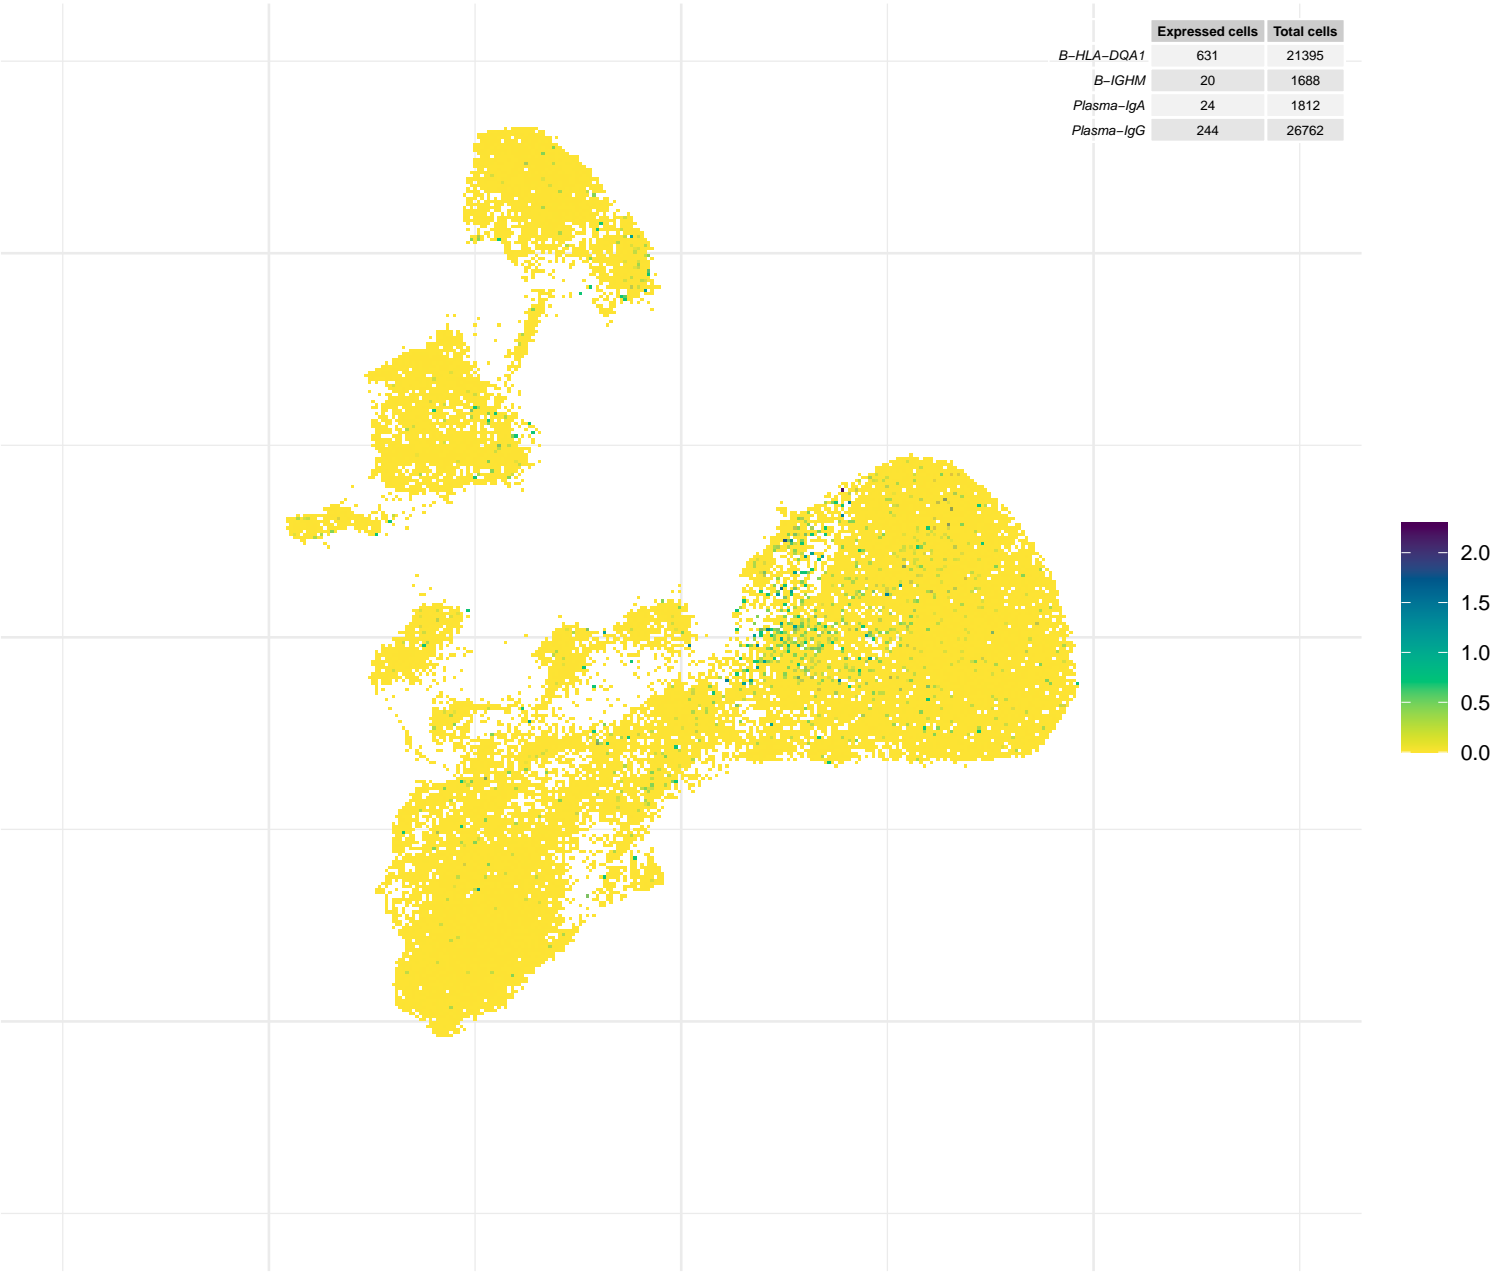 Expressed cells Total cells
B−HLA−DQA1 631 21395
B−IGHM 20 1688
Plasma−IgA 24 1812
Plasma−IgG 244 26762
2.0
1.5
1.0
0.5
0.0